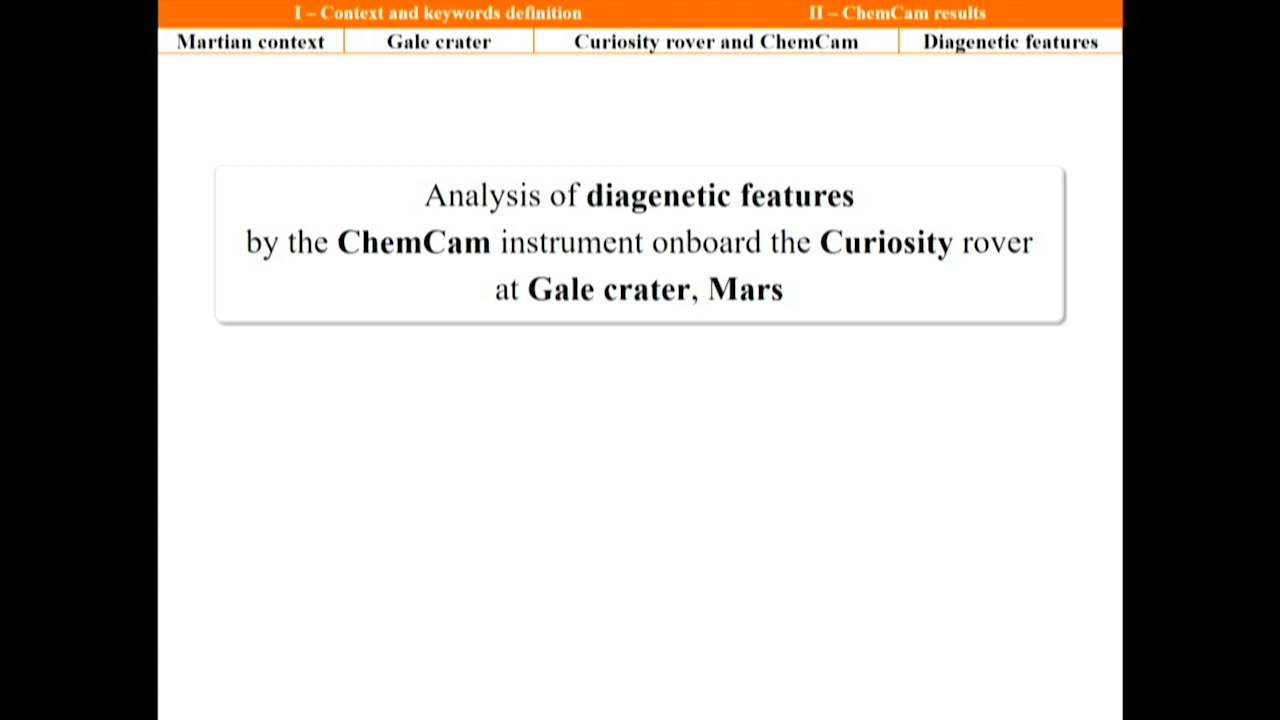 I – Context and keywords definition II – ChemCam results
Martian context Gale crater Curiosity rover and ChemCam Diagenetic features
Analysis of diagenetic features
by the ChemCam instrument onboard the Curiosity rover
at Gale crater, Mars